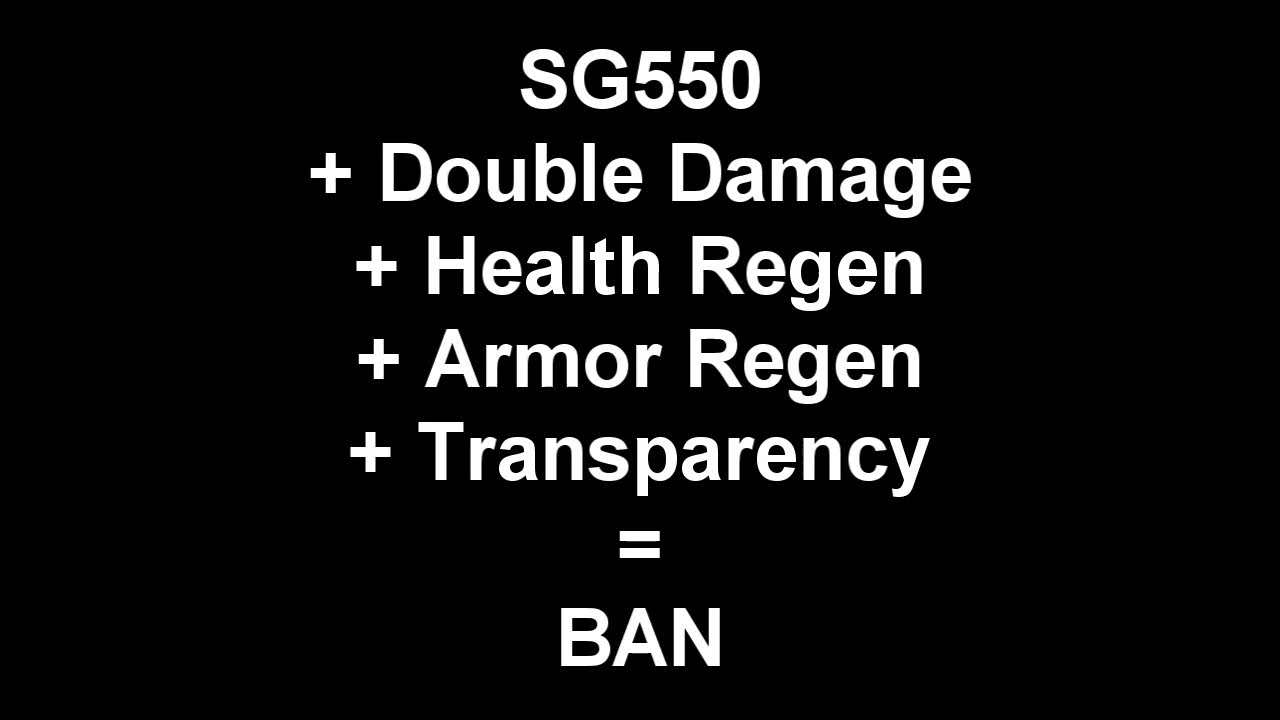 SG550
+ Double Damage
+ Health Regen
+ Armor Regen
+ Transparency
=
BAN